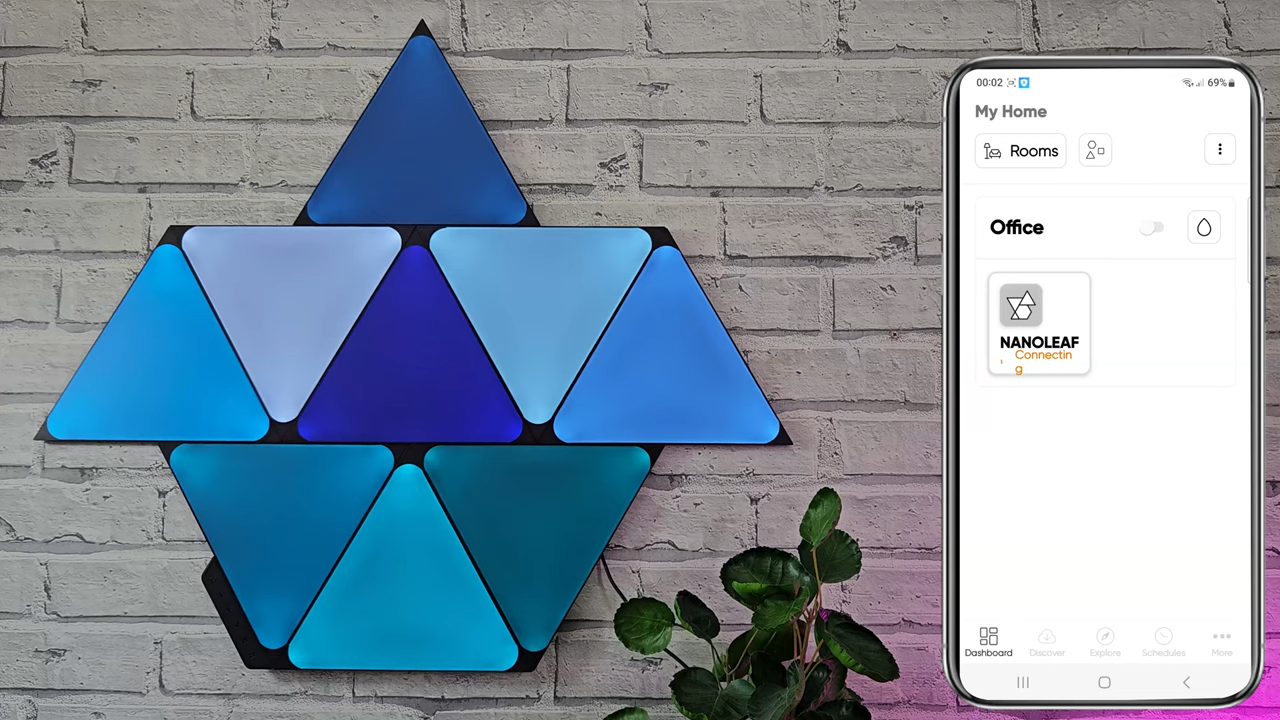 00:02
69%
My Home
Rooms
Office
NANOLEAF
Connectin
g
Dashboard
Discover
Explore
Schedules
More